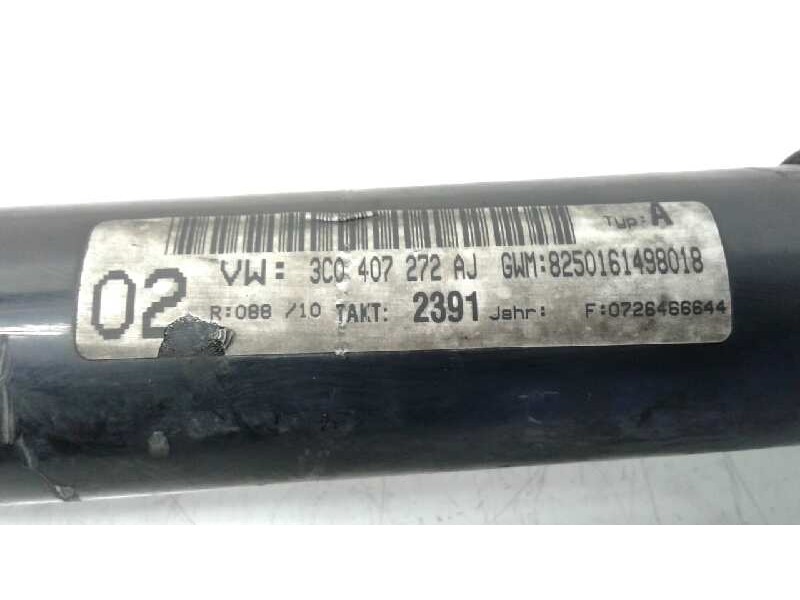 Typ: A
02 VW: 3C0 407 272 AJ GWM:8250161498018
R:088 /10 TAKT: 2391 Jahr: F:0726466644